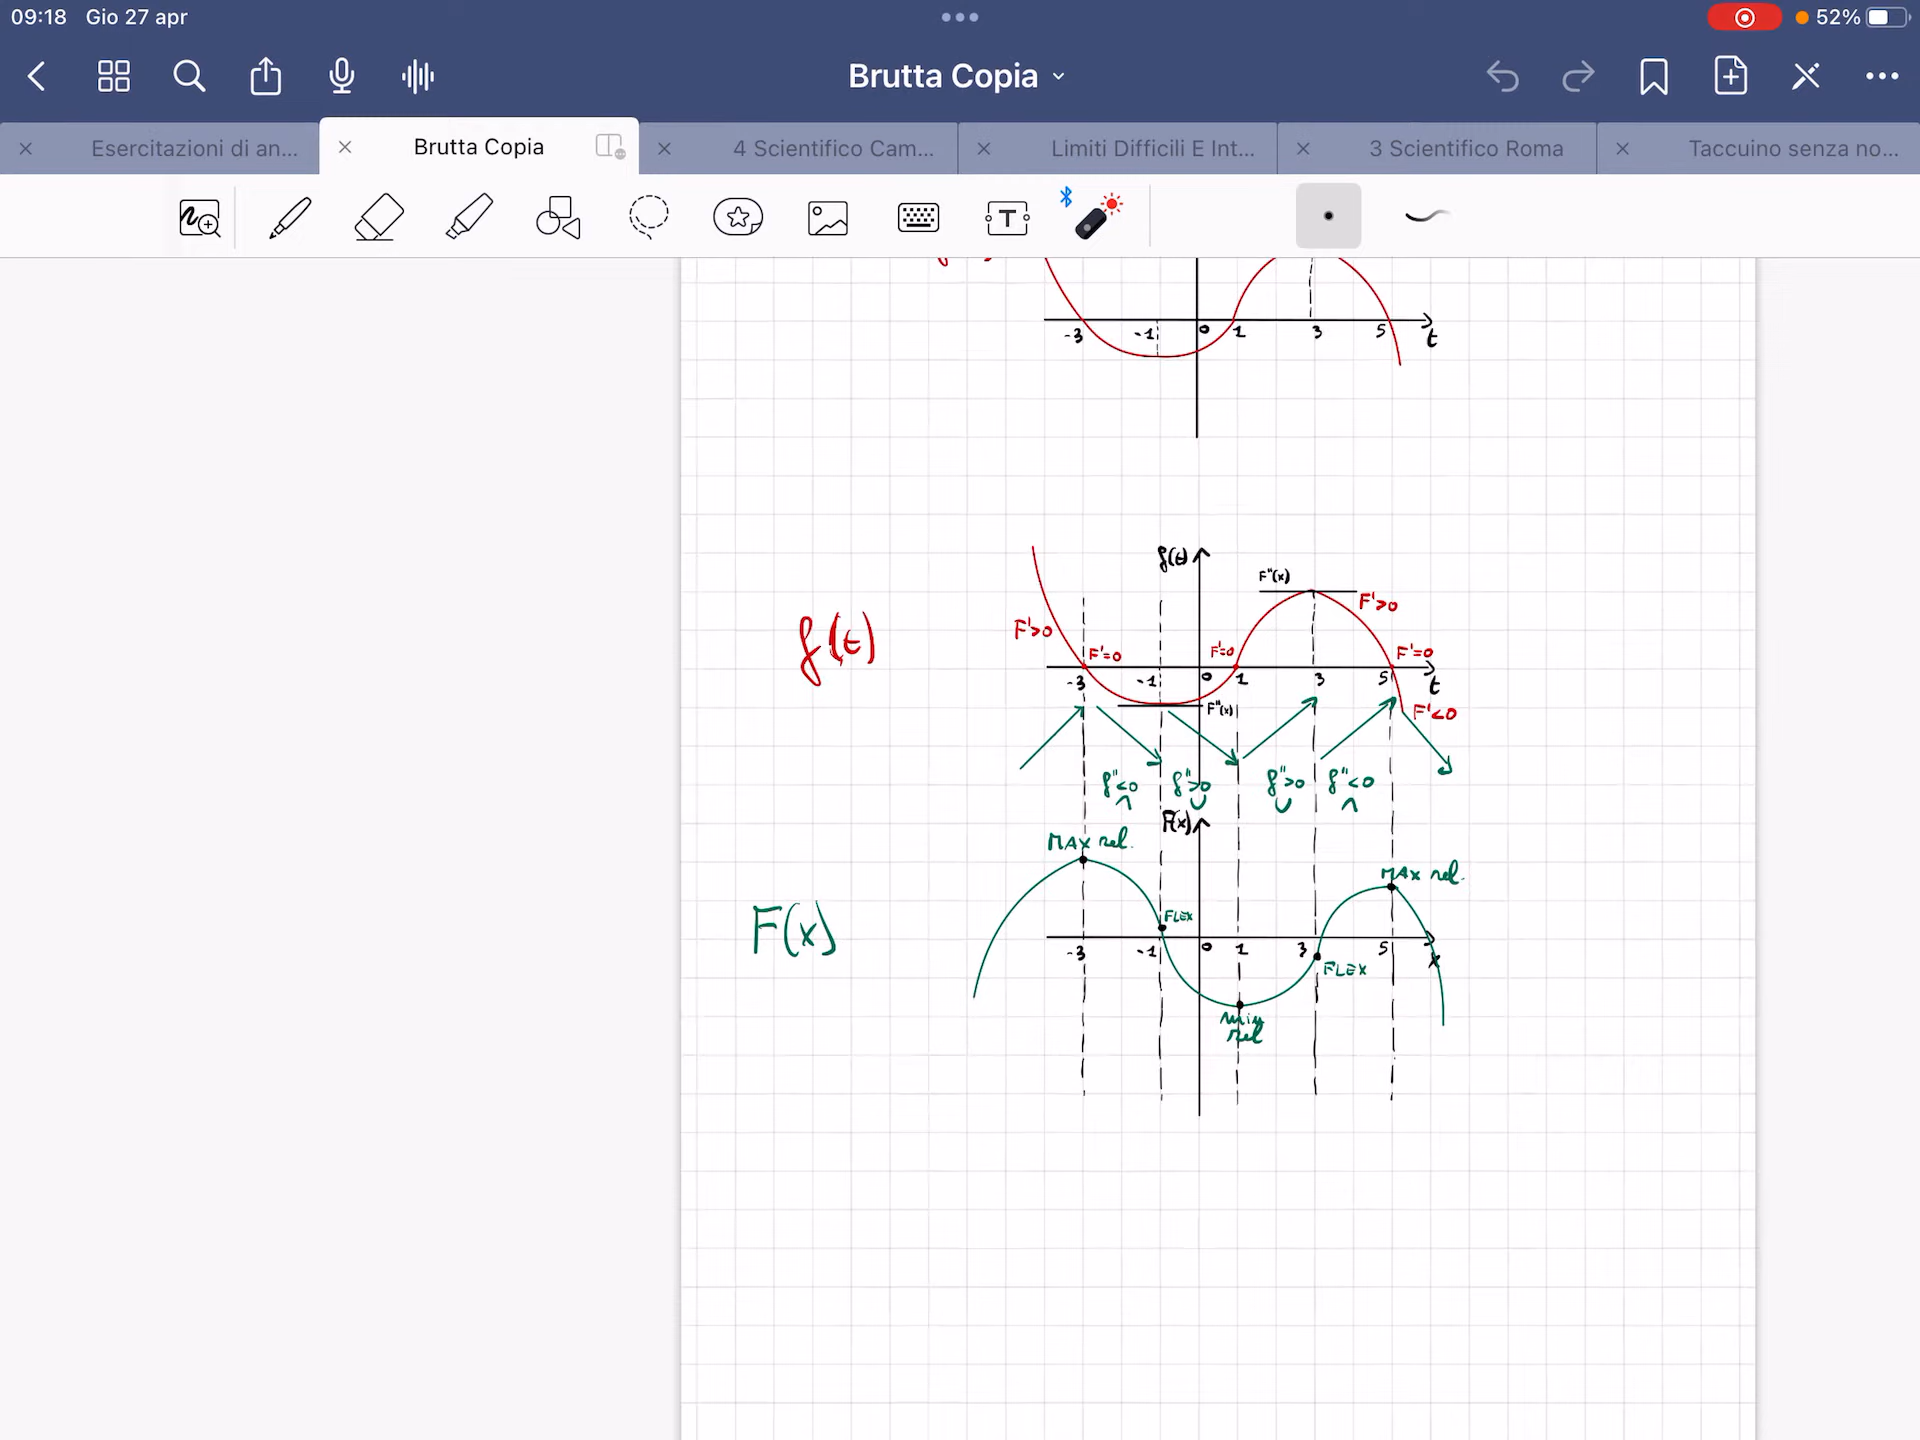 09:18 Gio 27 apr
52%
Brutta Copia
Esercitazioni di an...
Brutta Copia
4 Scientifico Cam...
Limiti Difficili E Int...
3 Scientifico Roma
Taccuino senza no...
T
-3 -1 0 1 3 5 t
f(t)
F"(x)
F'>0
F'>0
f(t)
F'=0 F'=0 F'=0
-3 -1 0 1 3 5 t
F"(x)
F'<0
f"<0 f">0 f">0 f"<0
F(x)
MAX rel.
MAX rel.
FLEX
F(x)
-3 -1 0 1 3 5 x
FLEX
min
rel